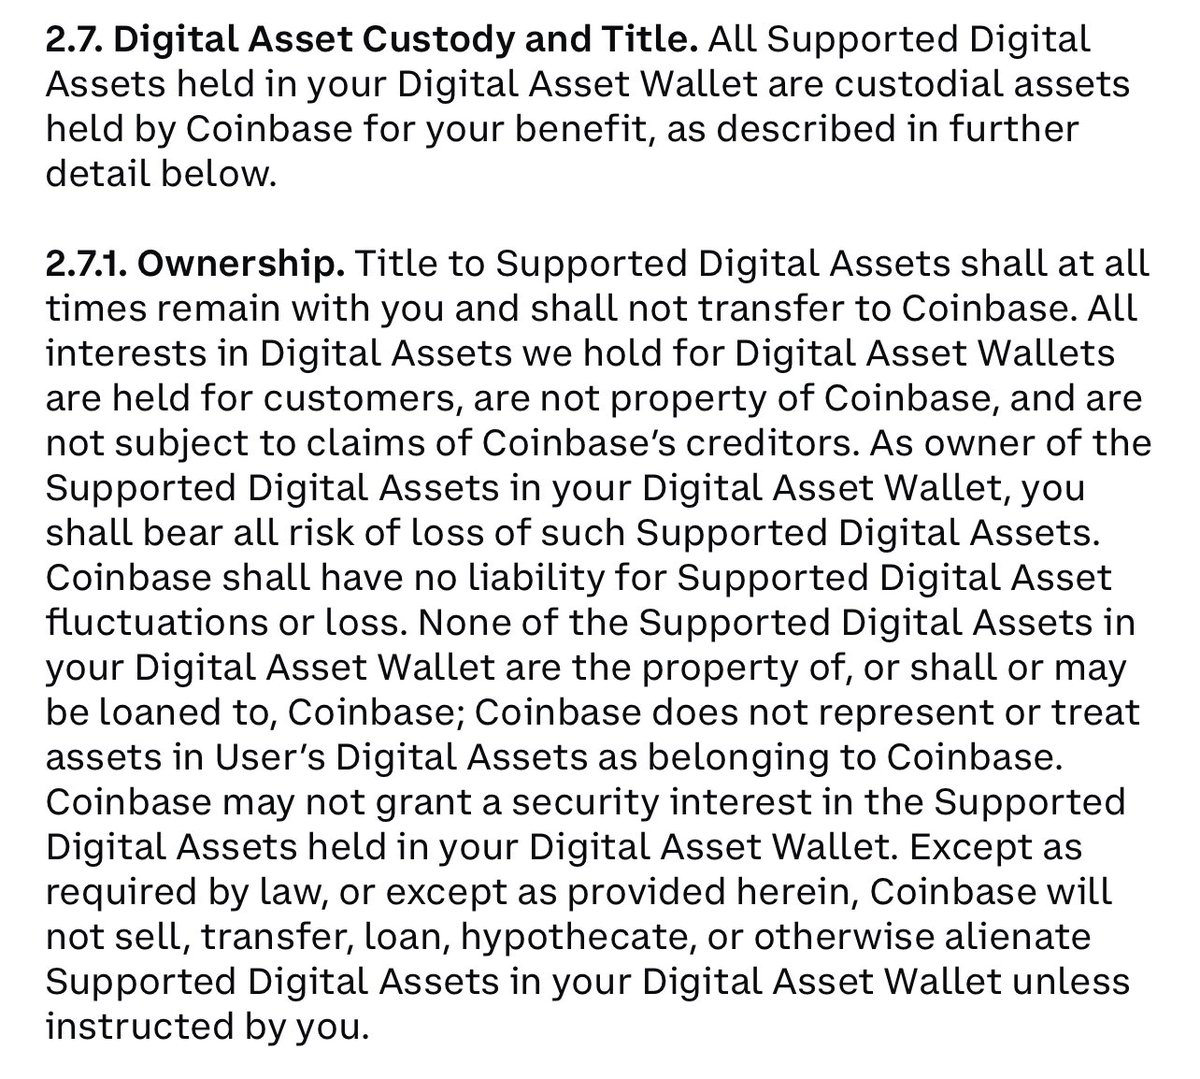 2.7. Digital Asset Custody and Title. All Supported Digital
Assets held in your Digital Asset Wallet are custodial assets
held by Coinbase for your benefit, as described in further
detail below.
2.7.1. Ownership. Title to Supported Digital Assets shall at all
times remain with you and shall not transfer to Coinbase. All
interests in Digital Assets we hold for Digital Asset Wallets
are held for customers, are not property of Coinbase, and are
not subject to claims of Coinbase’s creditors. As owner of the
Supported Digital Assets in your Digital Asset Wallet, you
shall bear all risk of loss of such Supported Digital Assets.
Coinbase shall have no liability for Supported Digital Asset
fluctuations or loss. None of the Supported Digital Assets in
your Digital Asset Wallet are the property of, or shall or may
be loaned to, Coinbase; Coinbase does not represent or treat
assets in User’s Digital Assets as belonging to Coinbase.
Coinbase may not grant a security interest in the Supported
Digital Assets held in your Digital Asset Wallet. Except as
required by law, or except as provided herein, Coinbase will
not sell, transfer, loan, hypothecate, or otherwise alienate
Supported Digital Assets in your Digital Asset Wallet unless
instructed by you.